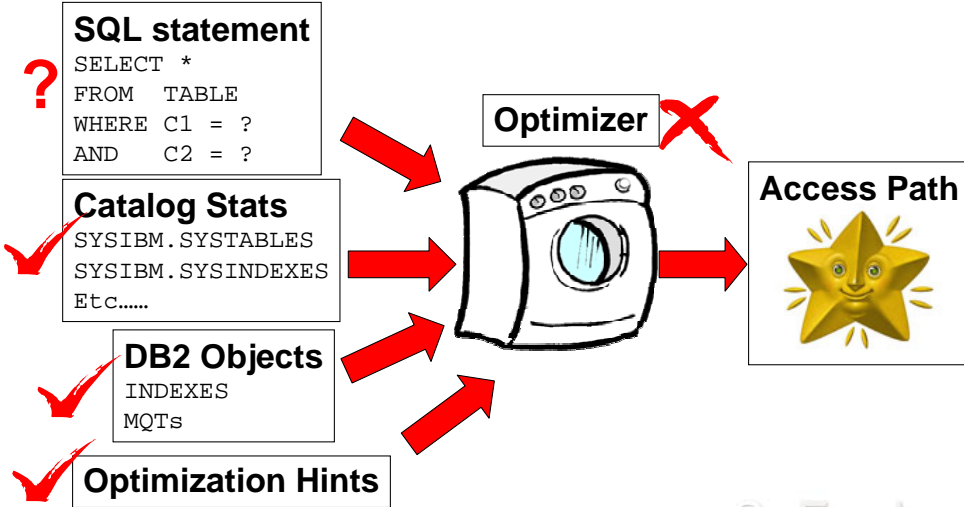 SQL statement
SELECT *
FROM TABLE
WHERE C1 = ?
AND C2 = ?
?
Optimizer
Access Path
Catalog Stats
SYSIBM.SYSTABLES
SYSIBM.SYSINDEXES
Etc……
DB2 Objects
INDEXES
MQTs
Optimization Hints